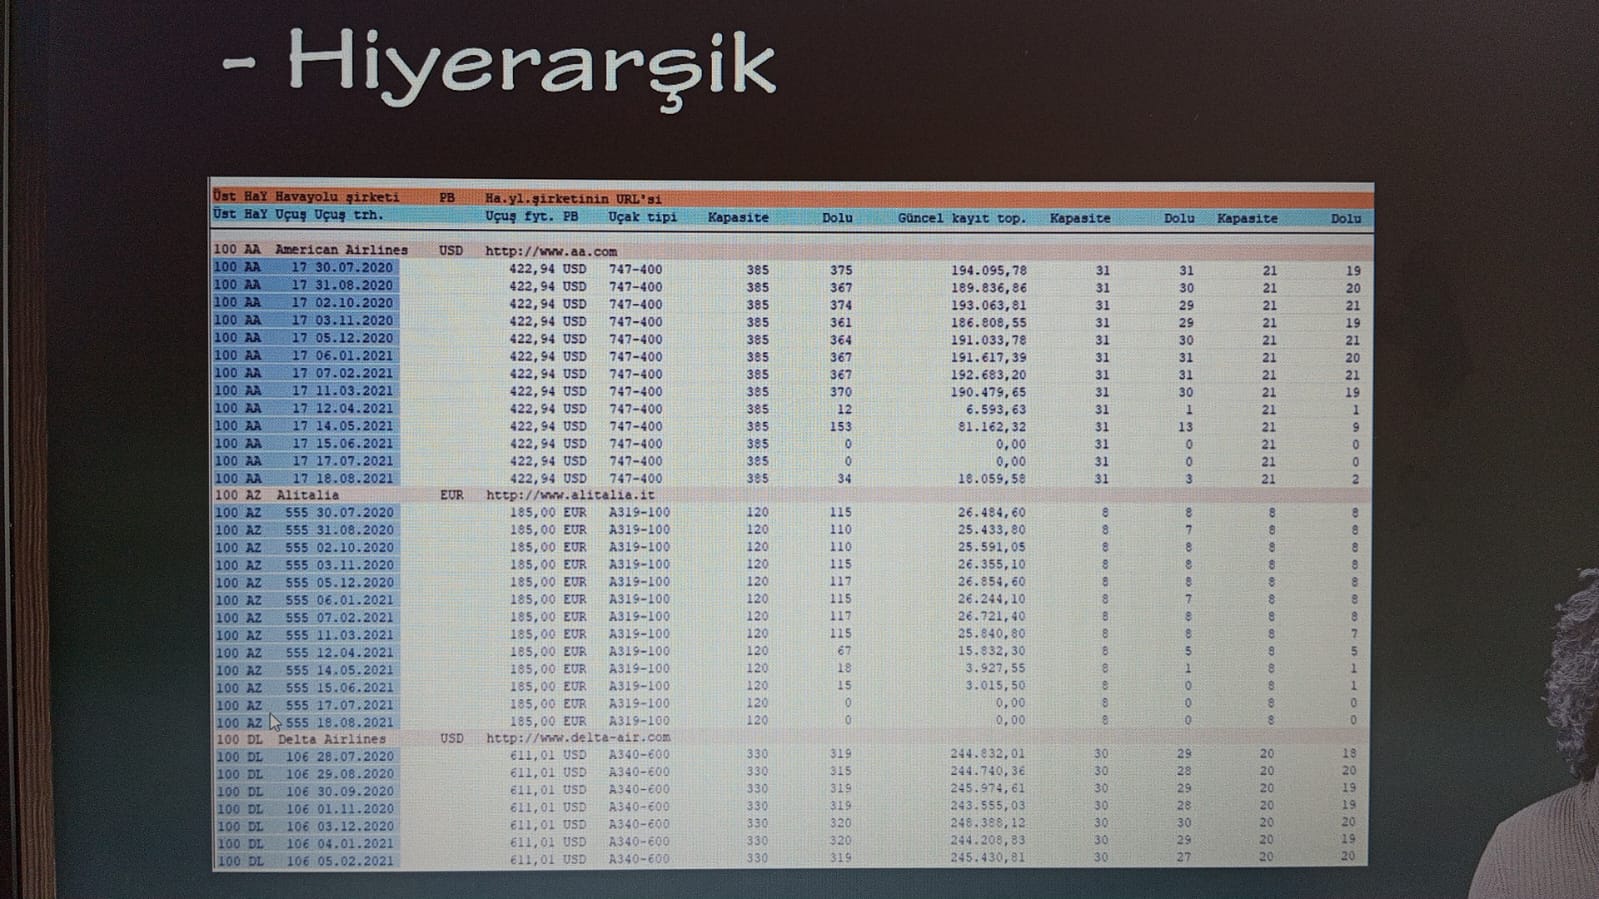 - Hiyerarşik
Üst HaY Havayolu şirketi PB Ha.yl.şirketinin URL'si
Üst HaY Uçuş Uçuş trh. Uçuş fyt. PB Uçak tipi Kapasite Dolu Güncel kayıt top. Kapasite Dolu Kapasite Dolu
100 AA American Airlines USD http://www.aa.com
100 AA 17 30.07.2020 422,94 USD 747-400 385 375 194.095,78 31 31 21 19
100 AA 17 31.08.2020 422,94 USD 747-400 385 367 189.836,86 31 30 21 20
100 AA 17 02.10.2020 422,94 USD 747-400 385 374 193.063,81 31 29 21 21
100 AA 17 03.11.2020 422,94 USD 747-400 385 361 186.808,55 31 29 21 19
100 AA 17 05.12.2020 422,94 USD 747-400 385 364 191.033,78 31 30 21 21
100 AA 17 06.01.2021 422,94 USD 747-400 385 367 191.617,39 31 31 21 20
100 AA 17 07.02.2021 422,94 USD 747-400 385 367 192.683,20 31 31 21 21
100 AA 17 11.03.2021 422,94 USD 747-400 385 370 190.479,65 31 30 21 19
100 AA 17 12.04.2021 422,94 USD 747-400 385 12 6.593,63 31 1 21 1
100 AA 17 14.05.2021 422,94 USD 747-400 385 153 81.162,32 31 13 21 9
100 AA 17 15.06.2021 422,94 USD 747-400 385 0 0,00 31 0 21 0
100 AA 17 17.07.2021 422,94 USD 747-400 385 0 0,00 31 0 21 0
100 AA 17 18.08.2021 422,94 USD 747-400 385 34 18.059,58 31 3 21 2
100 AZ Alitalia EUR http://www.alitalia.it
100 AZ 555 30.07.2020 185,00 EUR A319-100 120 115 26.484,60 8 8 8 8
100 AZ 555 31.08.2020 185,00 EUR A319-100 120 110 25.433,80 8 7 8 8
100 AZ 555 02.10.2020 185,00 EUR A319-100 120 110 25.591,05 8 8 8 8
100 AZ 555 03.11.2020 185,00 EUR A319-100 120 115 26.355,10 8 8 8 8
100 AZ 555 05.12.2020 185,00 EUR A319-100 120 117 26.854,60 8 8 8 8
100 AZ 555 06.01.2021 185,00 EUR A319-100 120 115 26.244,10 8 7 8 8
100 AZ 555 07.02.2021 185,00 EUR A319-100 120 117 26.721,40 8 8 8 8
100 AZ 555 11.03.2021 185,00 EUR A319-100 120 115 25.840,80 8 8 8 7
100 AZ 555 12.04.2021 185,00 EUR A319-100 120 67 15.832,30 8 5 8 5
100 AZ 555 14.05.2021 185,00 EUR A319-100 120 18 3.927,55 8 1 8 1
100 AZ 555 15.06.2021 185,00 EUR A319-100 120 15 3.015,50 8 0 8 1
100 AZ 555 17.07.2021 185,00 EUR A319-100 120 0 0,00 8 0 8 0
100 AZ 555 18.08.2021 185,00 EUR A319-100 120 0 0,00 8 0 8 0
100 DL Delta Airlines USD http://www.delta-air.com
100 DL 106 28.07.2020 611,01 USD A340-600 330 319 244.832,01 30 29 20 18
100 DL 106 29.08.2020 611,01 USD A340-600 330 315 244.740,36 30 28 20 20
100 DL 106 30.09.2020 611,01 USD A340-600 330 319 245.974,61 30 29 20 19
100 DL 106 01.11.2020 611,01 USD A340-600 330 319 243.555,03 30 28 20 19
100 DL 106 03.12.2020 611,01 USD A340-600 330 320 248.388,12 30 30 20 20
100 DL 106 04.01.2021 611,01 USD A340-600 330 320 244.208,83 30 29 20 19
100 DL 106 05.02.2021 611,01 USD A340-600 330 319 245.430,81 30 27 20 20